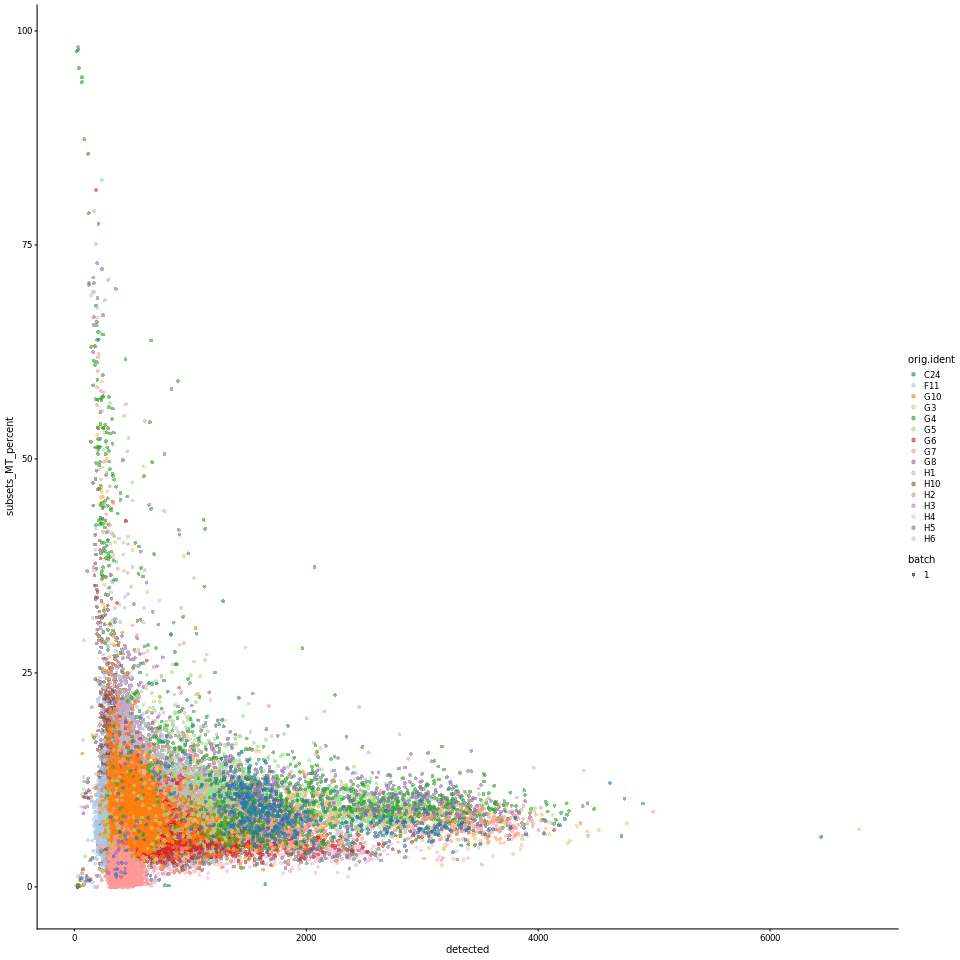 100
75
50
25
0
subsets_MT_percent
0
2000
4000
6000
detected
orig.ident
C24
F11
G10
G3
G4
G5
G6
G7
G8
H1
H10
H2
H3
H4
H5
H6
batch
1